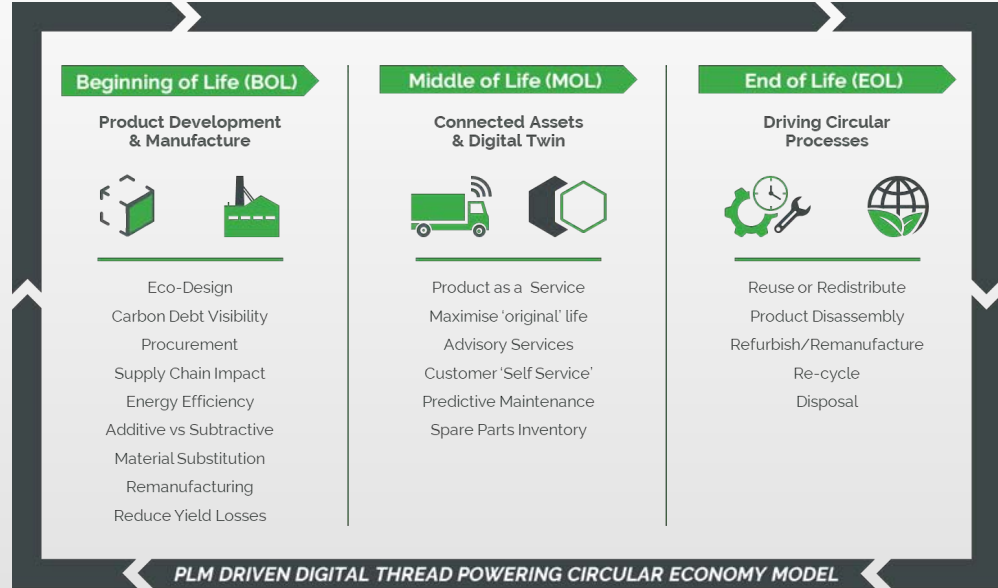 Beginning of Life (BOL)
Product Development
& Manufacture
Eco-Design
Carbon Debt Visibility
Procurement
Supply Chain Impact
Energy Efficiency
Additive vs Subtractive
Material Substitution
Remanufacturing
Reduce Yield Losses
Middle of Life (MOL)
Connected Assets
& Digital Twin
Product as a Service
Maximise ‘original’ life
Advisory Services
Customer ‘Self Service’
Predictive Maintenance
Spare Parts Inventory
End of Life (EOL)
Driving Circular
Processes
Reuse or Redistribute
Product Disassembly
Refurbish/Remanufacture
Re-cycle
Disposal
PLM DRIVEN DIGITAL THREAD POWERING CIRCULAR ECONOMY MODEL